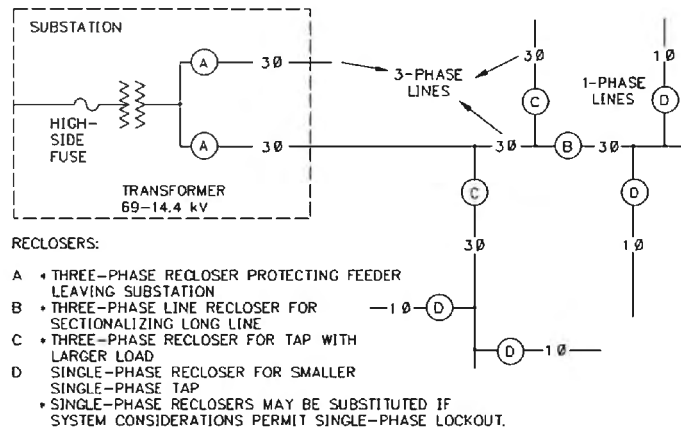 SUBSTATION
HIGH-
SIDE
FUSE
A
3Ø
A
3Ø
TRANSFORMER
69-14.4 kV
3-PHASE
LINES
3Ø
C
1-PHASE
LINES
1Ø
D
3Ø
B
3Ø
C
3Ø
D
1Ø
1Ø
D
D
1Ø
RECLOSERS:
A * THREE-PHASE RECLOSER PROTECTING FEEDER
LEAVING SUBSTATION
B * THREE-PHASE LINE RECLOSER FOR
SECTIONALIZING LONG LINE
C * THREE-PHASE RECLOSER FOR TAP WITH
LARGER LOAD
D SINGLE-PHASE RECLOSER FOR SMALLER
SINGLE-PHASE TAP
* SINGLE-PHASE RECLOSERS MAY BE SUBSTITUTED IF
SYSTEM CONSIDERATIONS PERMIT SINGLE-PHASE LOCKOUT.